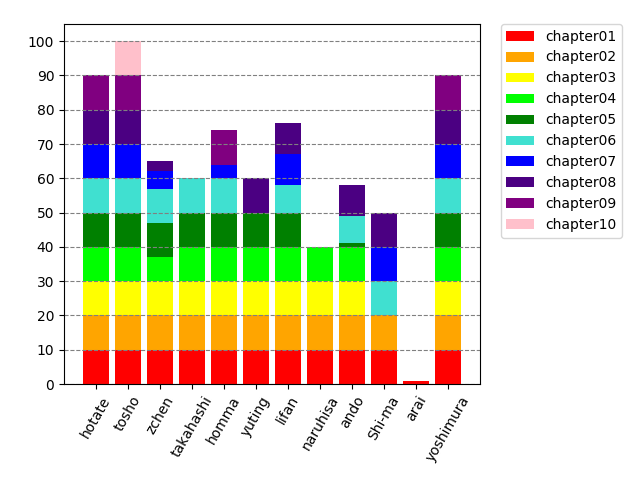 100
90
80
70
60
50
40
30
20
10
0
hotate
tosho
zchen
takahashi
homma
yuting
lifan
naruhisa
ando
Shi-ma
arai
yoshimura
chapter01
chapter02
chapter03
chapter04
chapter05
chapter06
chapter07
chapter08
chapter09
chapter10